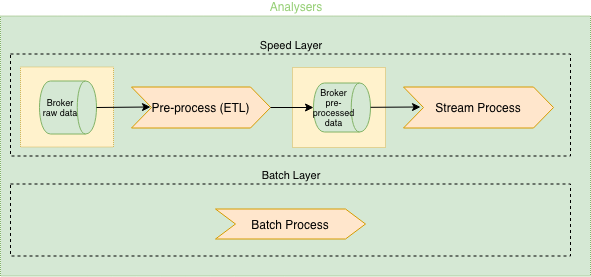 Analysers
Speed Layer
Broker
raw data
Pre-process (ETL)
Broker
pre-
processed
data
Stream Process
Batch Layer
Batch Process